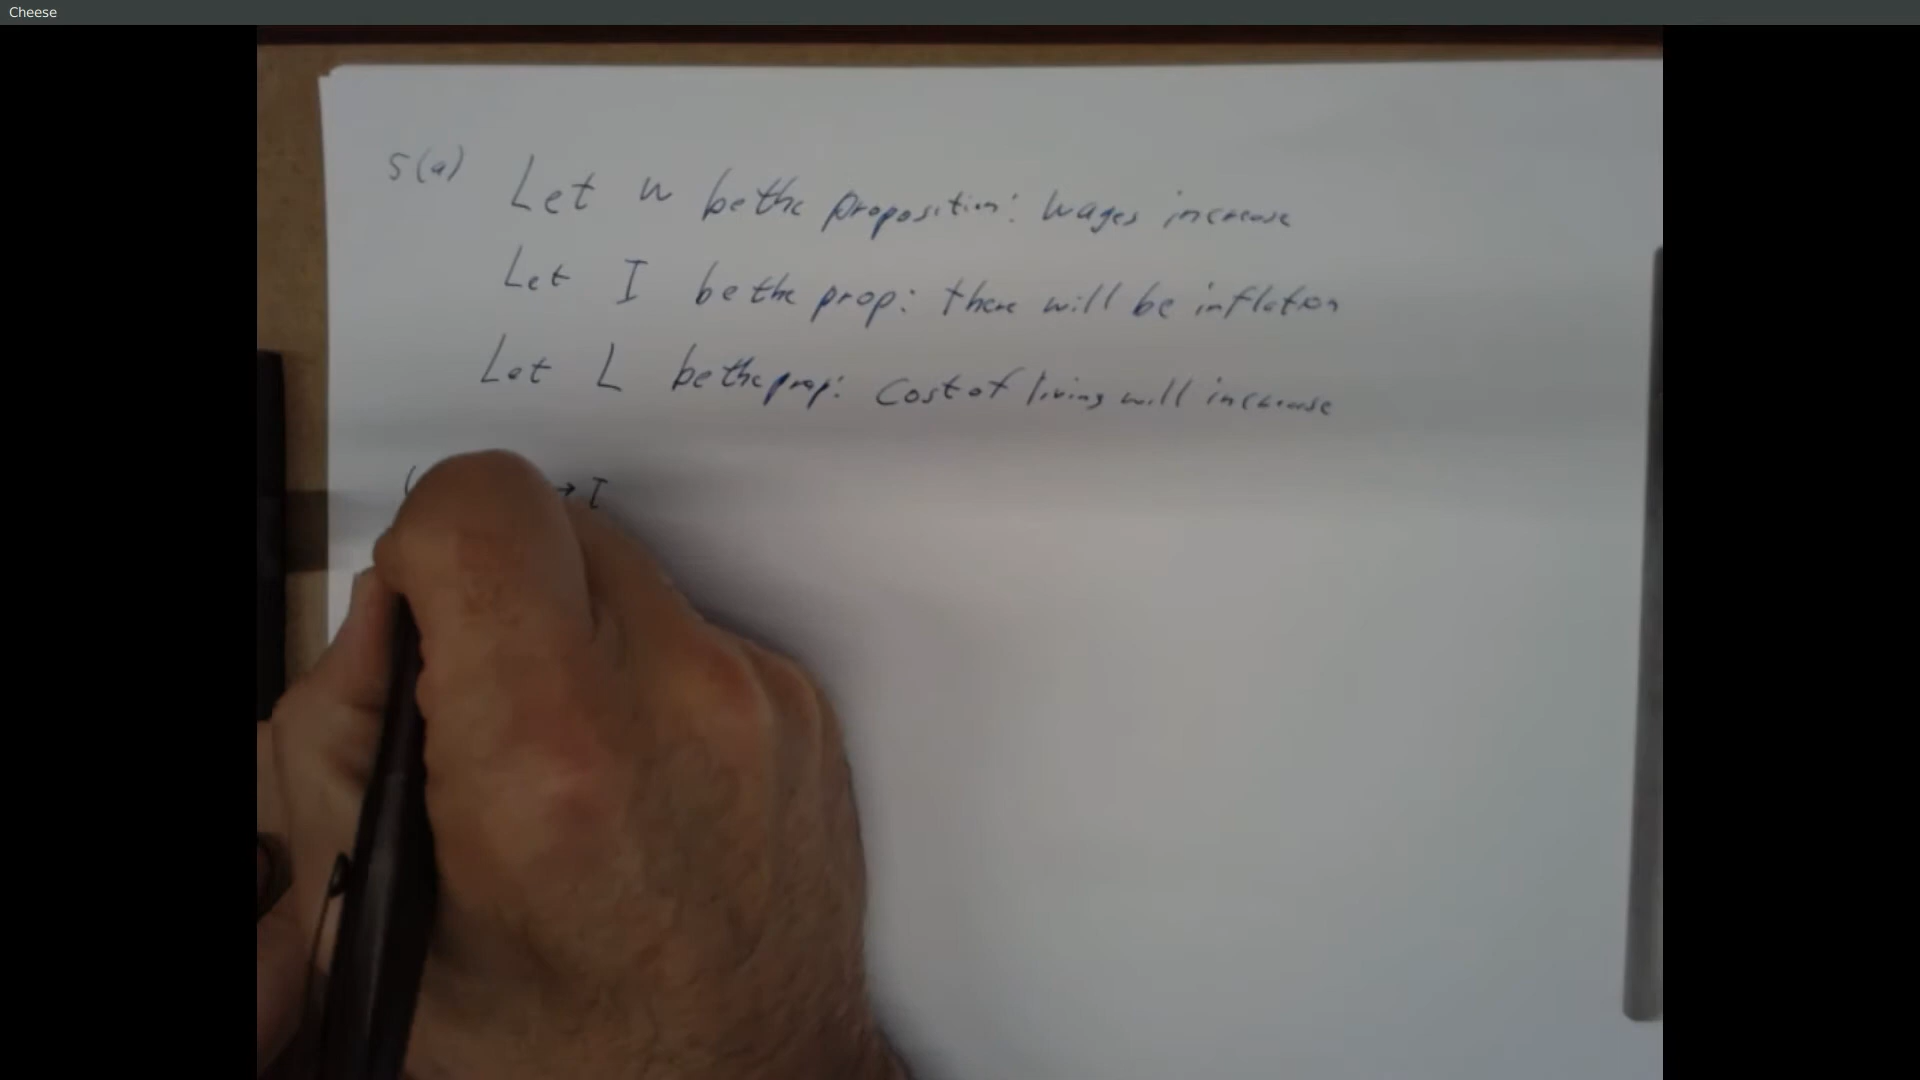 Cheese
5(a) Let W be the proposition: Wages increase
Let I be the prop: there will be inflation
Let L be the prop: Cost of living will increase
( → I